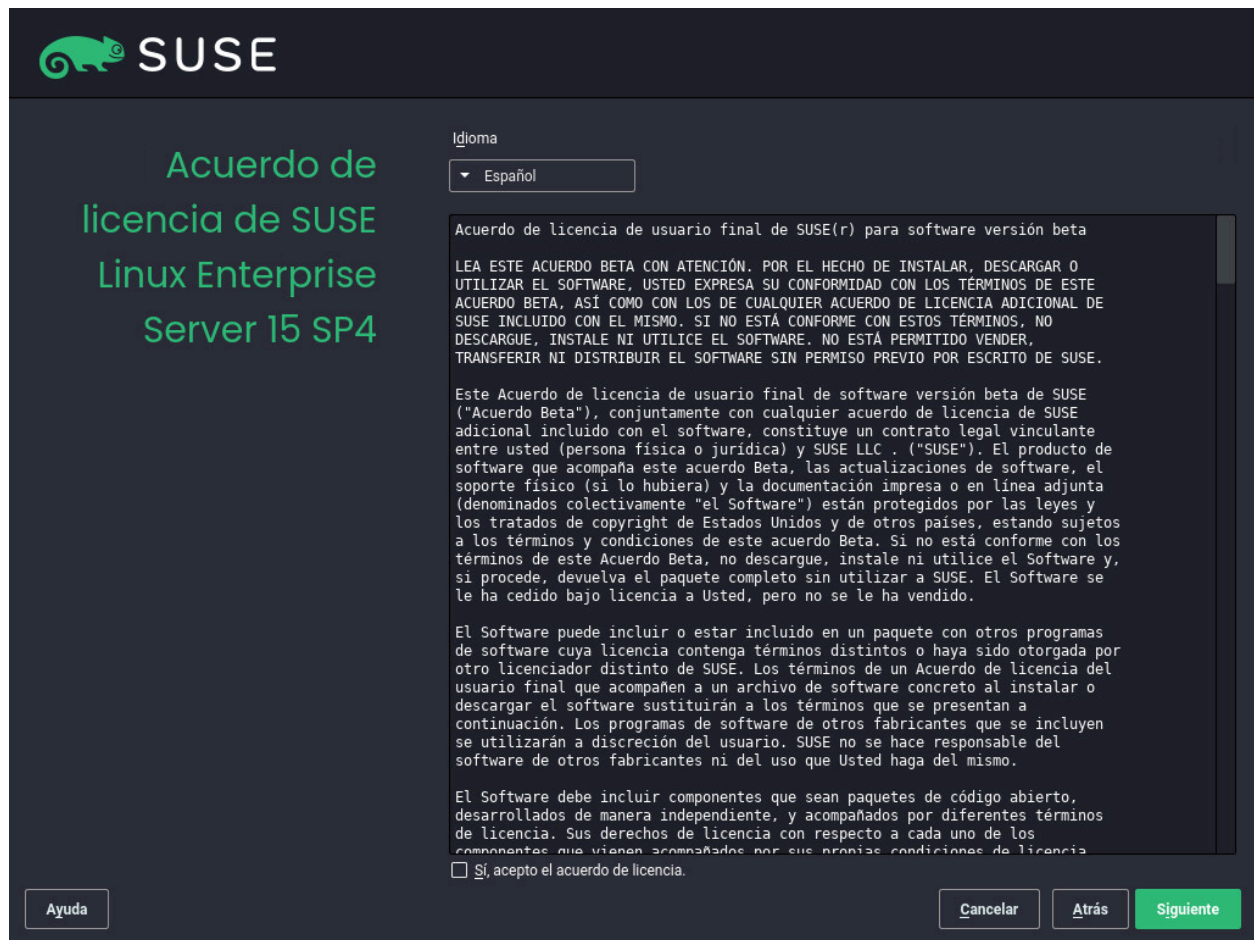 SUSE
Acuerdo de
licencia de SUSE
Linux Enterprise
Server 15 SP4
Idioma
Español
Acuerdo de licencia de usuario final de SUSE(r) para software versión beta
LEA ESTE ACUERDO BETA CON ATENCIÓN. POR EL HECHO DE INSTALAR, DESCARGAR O
UTILIZAR EL SOFTWARE, USTED EXPRESA SU CONFORMIDAD CON LOS TÉRMINOS DE ESTE
ACUERDO BETA, ASÍ COMO CON LOS DE CUALQUIER ACUERDO DE LICENCIA ADICIONAL DE
SUSE INCLUIDO CON EL MISMO. SI NO ESTÁ CONFORME CON ESTOS TÉRMINOS, NO
DESCARGUE, INSTALE NI UTILICE EL SOFTWARE. NO ESTÁ PERMITIDO VENDER,
TRANSFERIR NI DISTRIBUIR EL SOFTWARE SIN PERMISO PREVIO POR ESCRITO DE SUSE.
Este Acuerdo de licencia de usuario final de software versión beta de SUSE
("Acuerdo Beta"), conjuntamente con cualquier acuerdo de licencia de SUSE
adicional incluido con el software, constituye un contrato legal vinculante
entre usted (persona física o jurídica) y SUSE LLC . ("SUSE"). El producto de
software que acompaña este acuerdo Beta, las actualizaciones de software, el
soporte físico (si lo hubiera) y la documentación impresa o en línea adjunta
(denominados colectivamente "el Software") están protegidos por las leyes y
los tratados de copyright de Estados Unidos y de otros países, estando sujetos
a los términos y condiciones de este acuerdo Beta. Si no está conforme con los
términos de este Acuerdo Beta, no descargue, instale ni utilice el Software y,
si procede, devuelva el paquete completo sin utilizar a SUSE. El Software se
le ha cedido bajo licencia a Usted, pero no se le ha vendido.
El Software puede incluir o estar incluido en un paquete con otros programas
de software cuya licencia contenga términos distintos o haya sido otorgada por
otro licenciador distinto de SUSE. Los términos de un Acuerdo de licencia del
usuario final que acompañen a un archivo de software concreto al instalar o
descargar el software sustituirán a los términos que se presentan a
continuación. Los programas de software de otros fabricantes que se incluyen
se utilizarán a discreción del usuario. SUSE no se hace responsable del
software de otros fabricantes ni del uso que Usted haga del mismo.
El Software debe incluir componentes que sean paquetes de código abierto,
desarrollados de manera independiente, y acompañados por diferentes términos
de licencia. Sus derechos de licencia con respecto a cada uno de los
componentes que vienen acompañados por sus propias condiciones de licencia
Sí, acepto el acuerdo de licencia.
Ayuda
Cancelar
Atrás
Siguiente